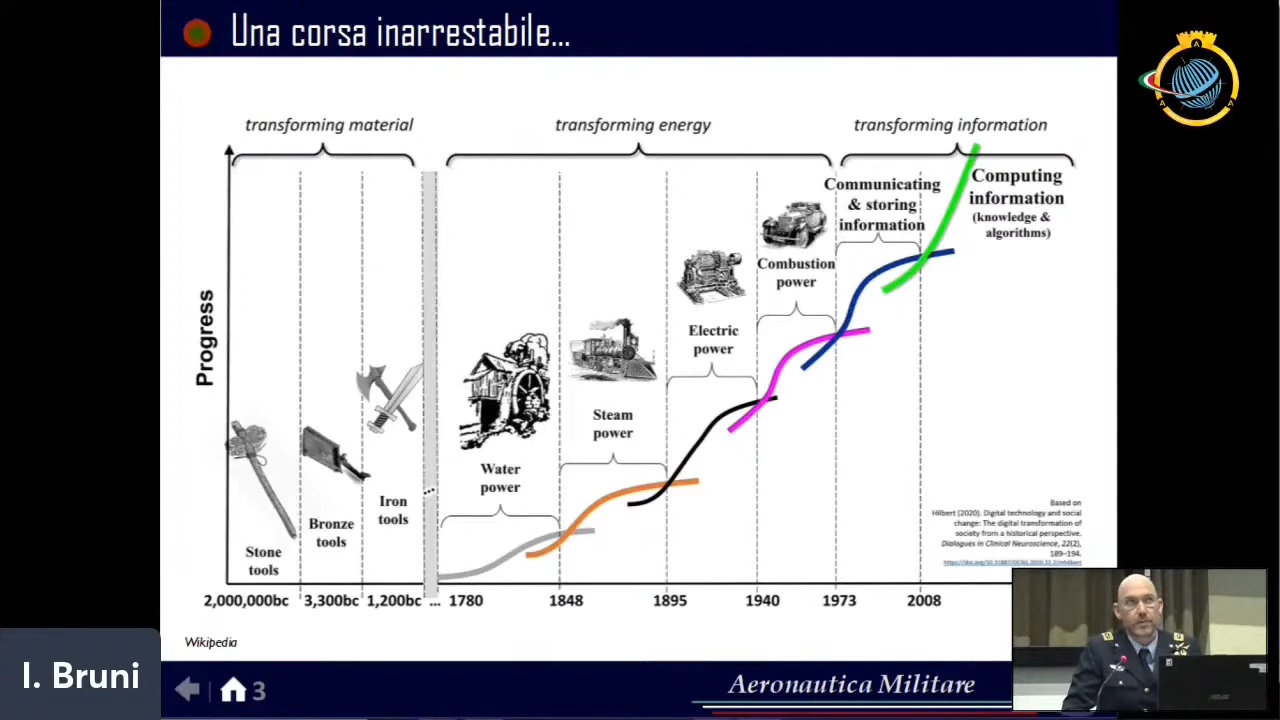 Una corsa inarrestabile...
transforming material
transforming energy
transforming information
Communicating
& storing
information
Computing
information
(knowledge &
algorithms)
Combustion
power
Electric
power
Steam
power
Water
power
Iron
tools
Bronze
tools
Stone
tools
Progress
2,000,000bc
3,300bc
1,200bc
...
1780
1848
1895
1940
1973
2008
Based on
Hilbert (2020). Digital technology and social
change: The digital transformation of
society from a historical perspective.
Dialogues in Clinical Neuroscience, 22(2),
189–194.
Wikipedia
I. Bruni
3
Aeronautica Militare